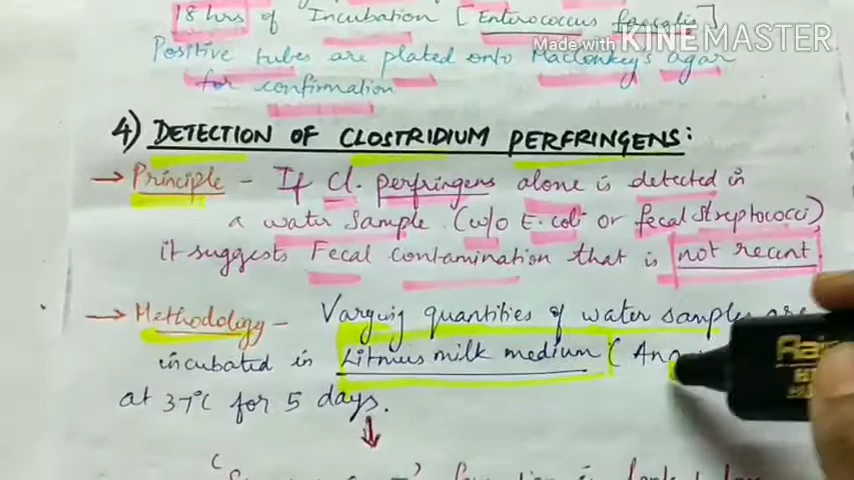 18 hrs of Incubation [Enterococcus faecalis]
Made with KINEMASTER
Positive tubes are plated onto MacConkey's agar
for confirmation
4) DETECTION OF CLOSTRIDIUM PERFRINGENS:
→ Principle - If Cl. perfringens alone is detected in
a water sample (w/o E. coli or fecal streptococci)
it suggests Fecal contamination that is not recent
→ Methodology - Varying quantities of water samples are
incubated in Litmus milk medium (
at 37°C for 5 days.